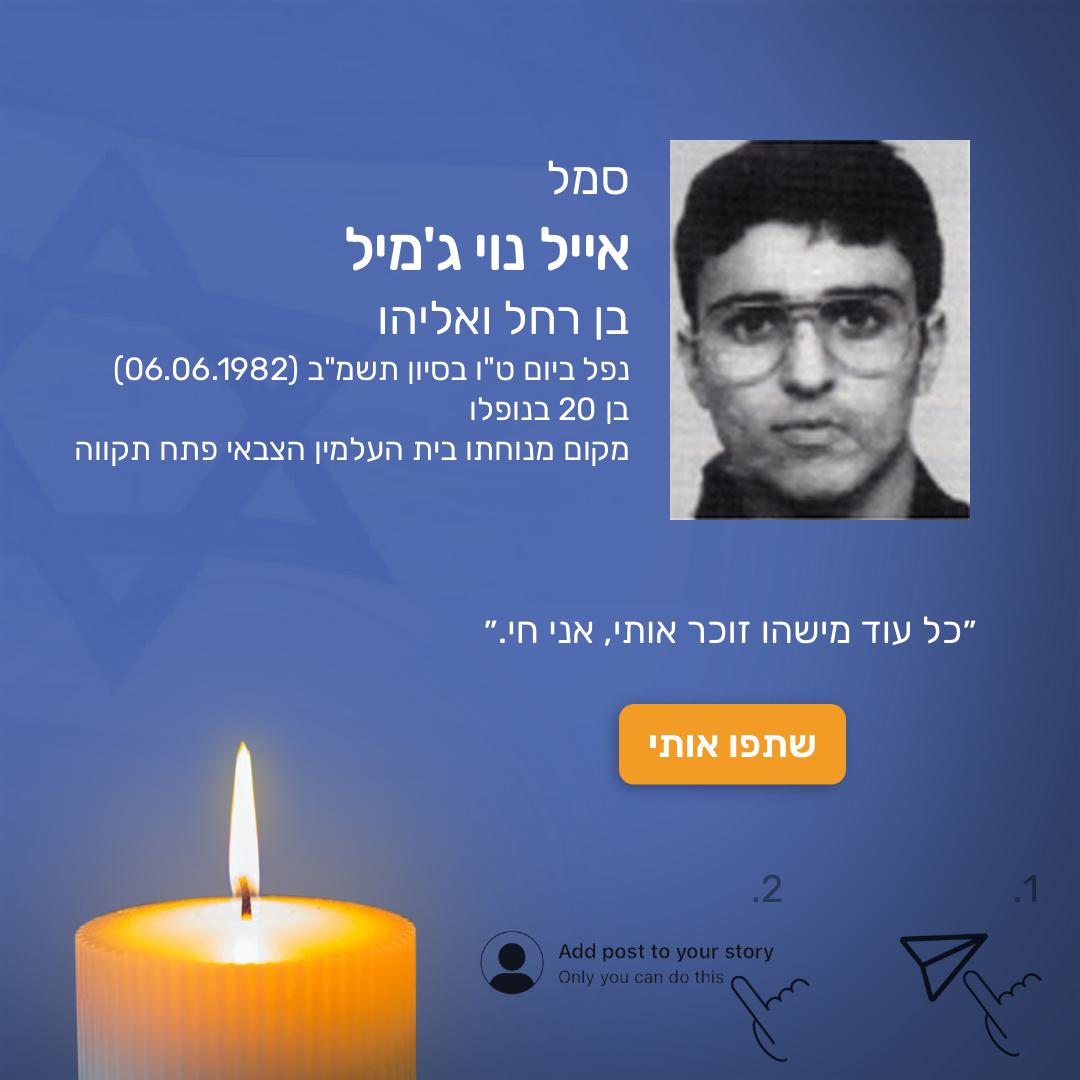 סמל
אייל נוי ג'מיל
בן רחל ואליהו
נפל ביום ט"ו בסיון תשמ"ב (06.06.1982)
בן 20 בנופלו
מקום מנוחתו בית העלמין הצבאי פתח תקווה
״כל עוד מישהו זוכר אותי, אני חי.״
שתפו אותי
.1
.2
Add post to your story
Only you can do this